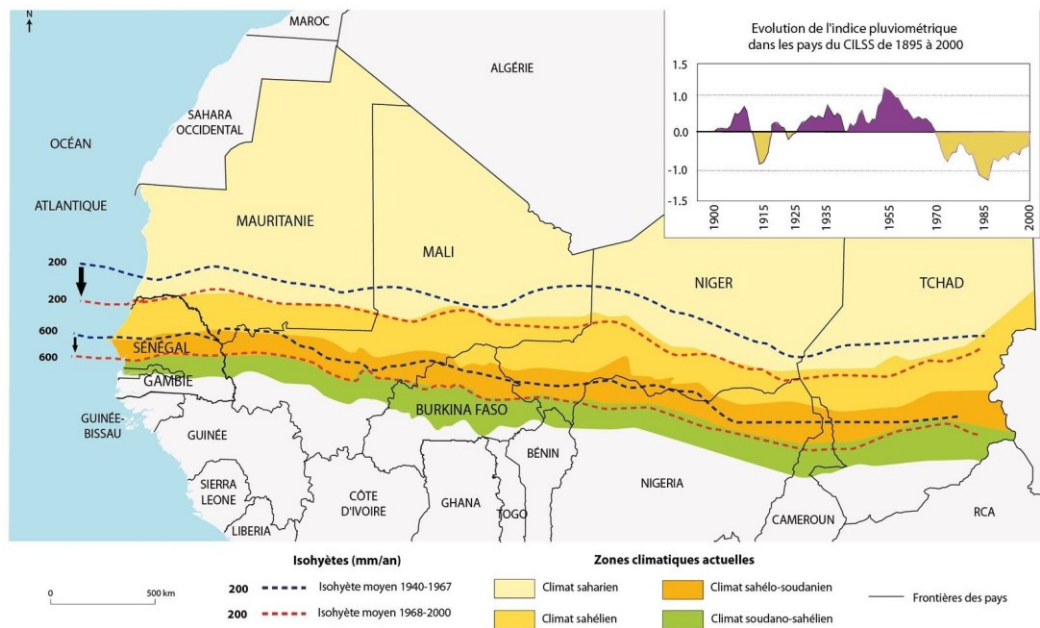 N
MAROC
ALGÉRIE
SAHARA
OCCIDENTAL
OCÉAN
ATLANTIQUE
MAURITANIE
MALI
NIGER
TCHAD
200
200
600
600
SÉNÉGAL
GAMBIE
GUINÉE-
BISSAU
GUINÉE
SIERRA
LEONE
LIBERIA
CÔTE
D'IVOIRE
BURKINA FASO
GHANA
TOGO
BÉNIN
NIGERIA
CAMEROUN
RCA
Evolution de l'indice pluviométrique
dans les pays du CILSS de 1895 à 2000
1.5
1.0
0.0
-1.0
-1.5
1900
1915
1925
1935
1955
1970
1985
2000
0 500 km
Isohyètes (mm/an)
200 Isohyète moyen 1940-1967
200 Isohyète moyen 1968-2000
Zones climatiques actuelles
Climat saharien
Climat sahélien
Climat sahélo-soudanien
Climat soudano-sahélien
Frontières des pays